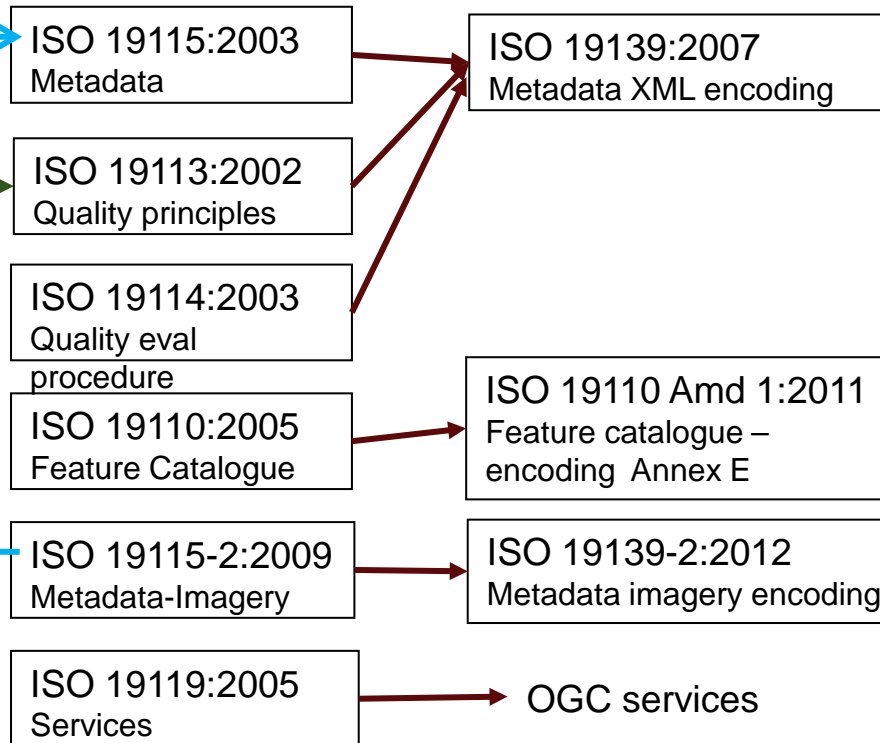 ISO 19115:2003
Metadata
ISO 19139:2007
Metadata XML encoding
ISO 19113:2002
Quality principles
ISO 19114:2003
Quality eval
procedure
ISO 19110:2005
Feature Catalogue
ISO 19110 Amd 1:2011
Feature catalogue –
encoding Annex E
ISO 19115-2:2009
Metadata-Imagery
ISO 19139-2:2012
Metadata imagery encoding
ISO 19119:2005
Services
OGC services